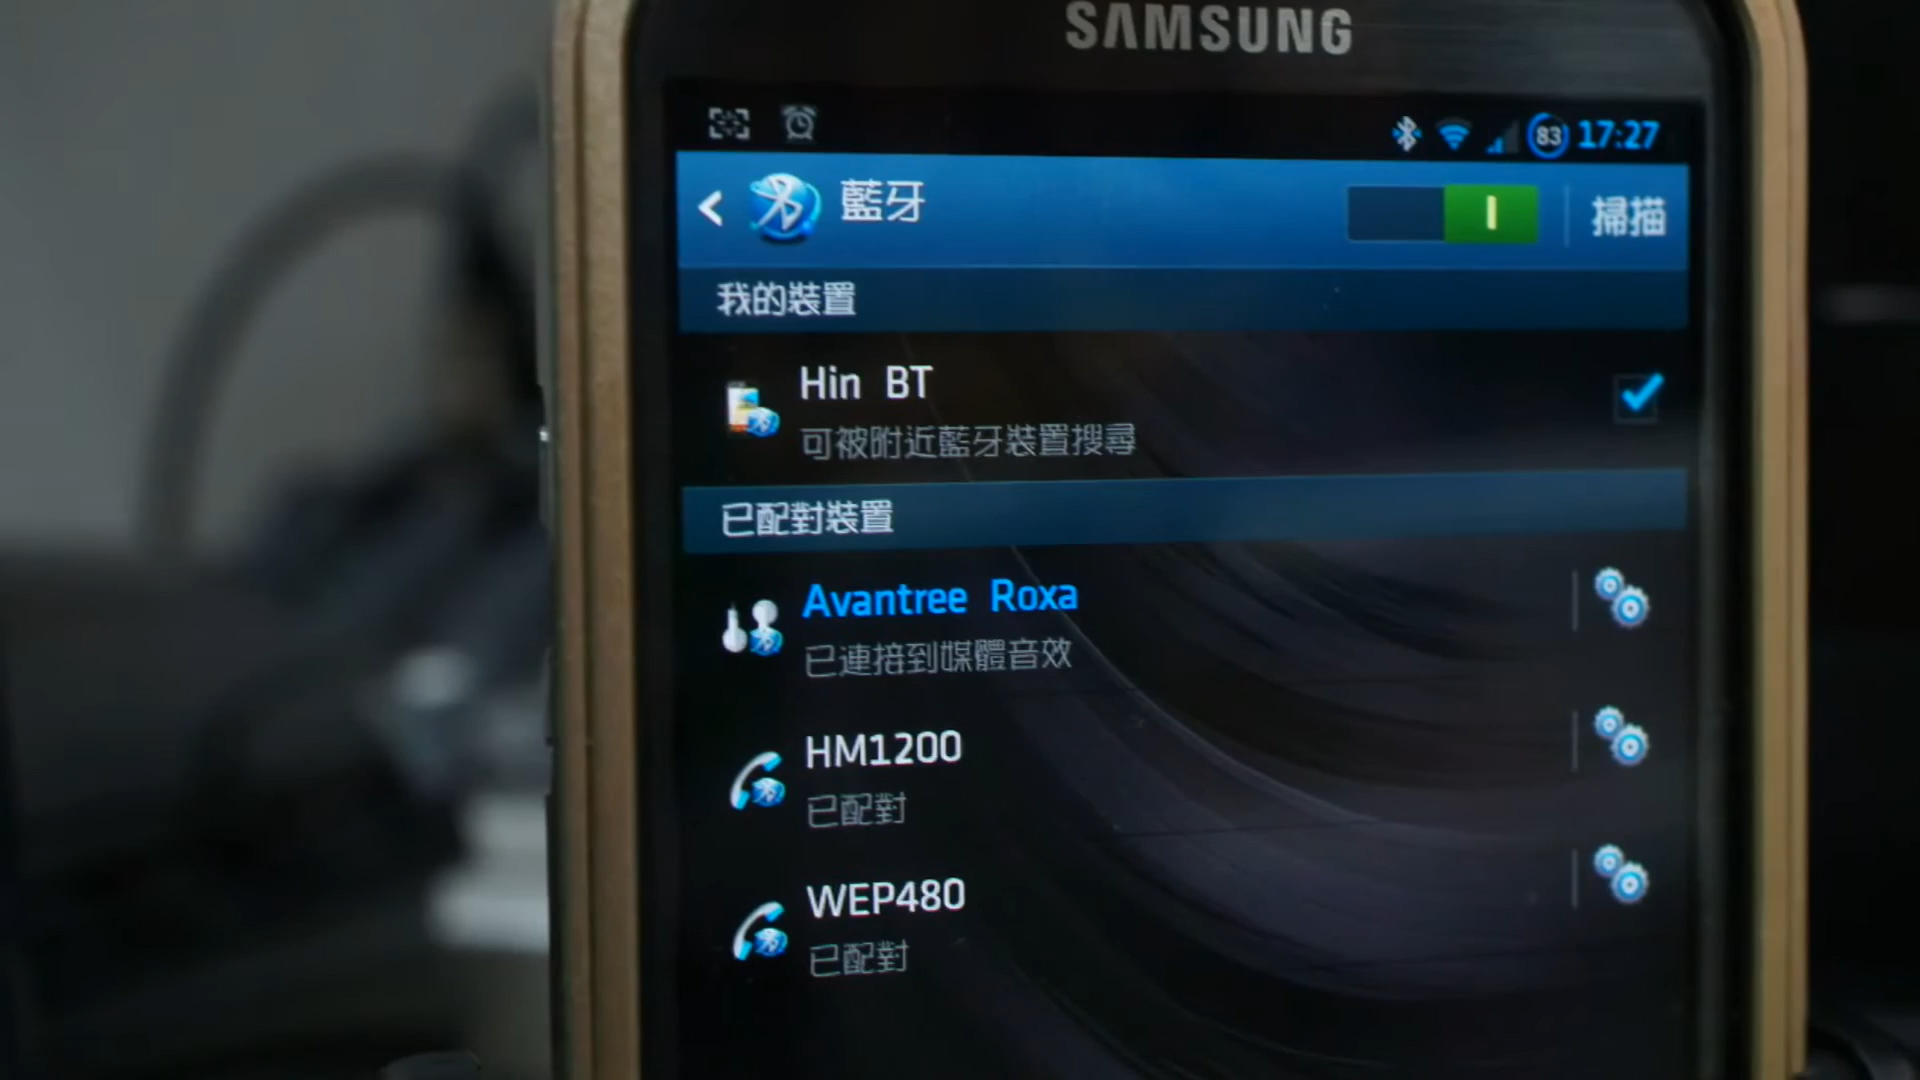 SAMSUNG
83 17:27
藍牙
掃描
我的裝置
Hin BT
可被附近藍牙裝置搜尋
已配對裝置
Avantree Roxa
已連接到媒體音效
HM1200
已配對
WEP480
已配對